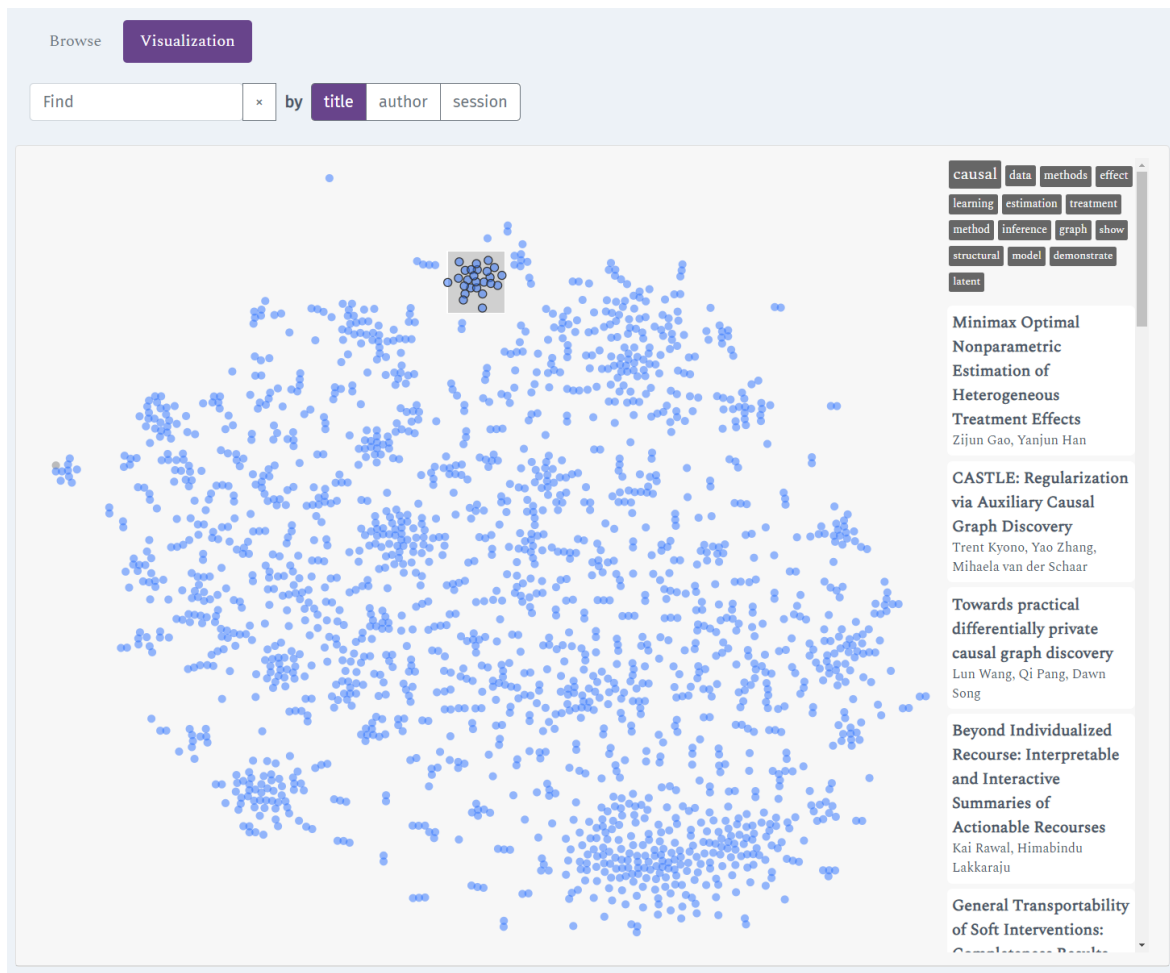 Browse Visualization
Find × by title author session
causal data methods effect
learning estimation treatment
method inference graph show
structural model demonstrate
latent
Minimax Optimal
Nonparametric
Estimation of
Heterogeneous
Treatment Effects
Zijun Gao, Yanjun Han
CASTLE: Regularization
via Auxiliary Causal
Graph Discovery
Trent Kyono, Yao Zhang,
Mihaela van der Schaar
Towards practical
differentially private
causal graph discovery
Lun Wang, Qi Pang, Dawn
Song
Beyond Individualized
Recourse: Interpretable
and Interactive
Summaries of
Actionable Recourses
Kai Rawal, Himabindu
Lakkaraju
General Transportability
of Soft Interventions:
Completeness Results